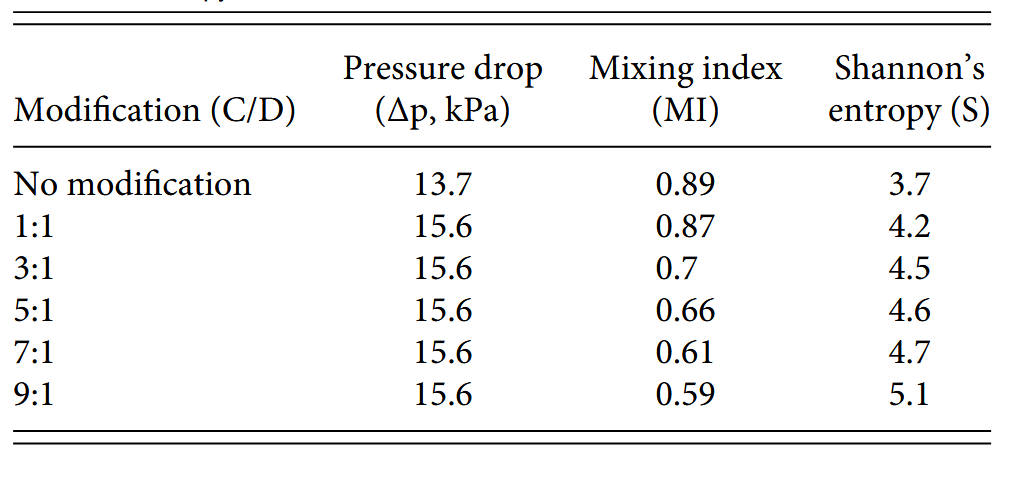 Pressure drop Mixing index Shannon’s
Modification (C/D) (Δp, kPa) (MI) entropy (S)
No modification 13.7 0.89 3.7
1:1 15.6 0.87 4.2
3:1 15.6 0.7 4.5
5:1 15.6 0.66 4.6
7:1 15.6 0.61 4.7
9:1 15.6 0.59 5.1